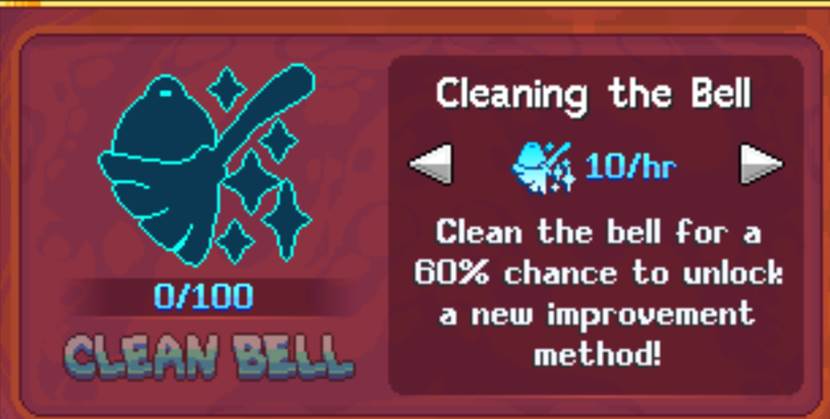 Cleaning the Bell
10/hr
Clean the bell for a
60% chance to unlock
a new improvement
method!
0/100
CLEAN BELL